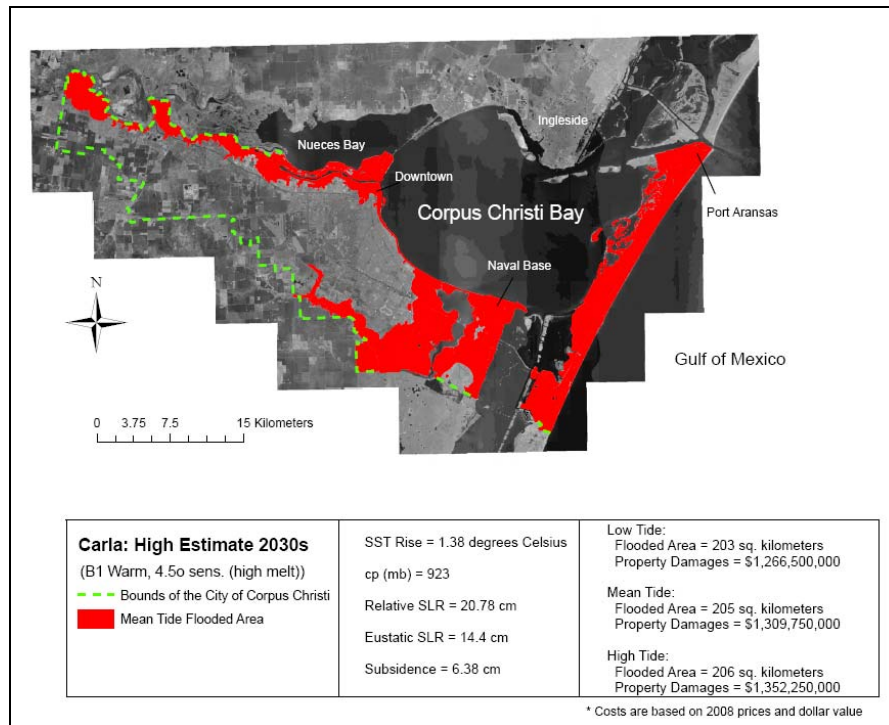 Nueces Bay
Ingleside
Downtown
Corpus Christi Bay
Port Aransas
Naval Base
N
Gulf of Mexico
0 3.75 7.5 15 Kilometers
Carla: High Estimate 2030s
(B1 Warm, 4.5o sens. (high melt))
Bounds of the City of Corpus Christi
Mean Tide Flooded Area
SST Rise = 1.38 degrees Celsius
cp (mb) = 923
Relative SLR = 20.78 cm
Eustatic SLR = 14.4 cm
Subsidence = 6.38 cm
Low Tide:
Flooded Area = 203 sq. kilometers
Property Damages = $1,266,500,000
Mean Tide:
Flooded Area = 205 sq. kilometers
Property Damages = $1,309,750,000
High Tide:
Flooded Area = 206 sq. kilometers
Property Damages = $1,352,250,000
* Costs are based on 2008 prices and dollar value